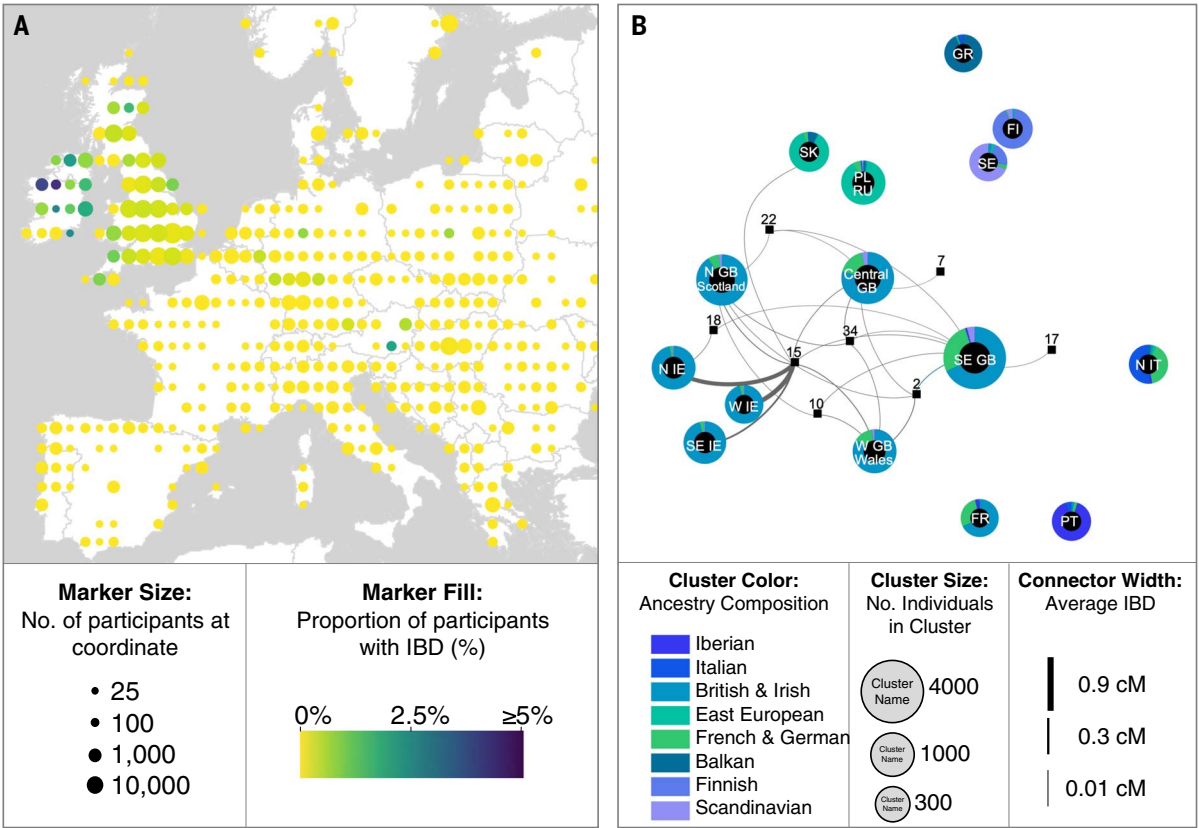 A
Marker Size:
No. of participants at
coordinate
25
100
1,000
10,000
Marker Fill:
Proportion of participants
with IBD (%)
0%
2.5%
≥5%
B
GR
FI
SE
SK
PL
RU
22
7
N GB
Scotland
Central
GB
18
34
15
17
SE GB
N IT
N IE
W IE
2
10
SE IE
W GB
Wales
FR
PT
Cluster Color:
Ancestry Composition
Iberian
Italian
British & Irish
East European
French & German
Balkan
Finnish
Scandinavian
Cluster Size:
No. Individuals
in Cluster
Cluster
Name
4000
Cluster
Name
1000
Cluster
Name
300
Connector Width:
Average IBD
0.9 cM
0.3 cM
0.01 cM